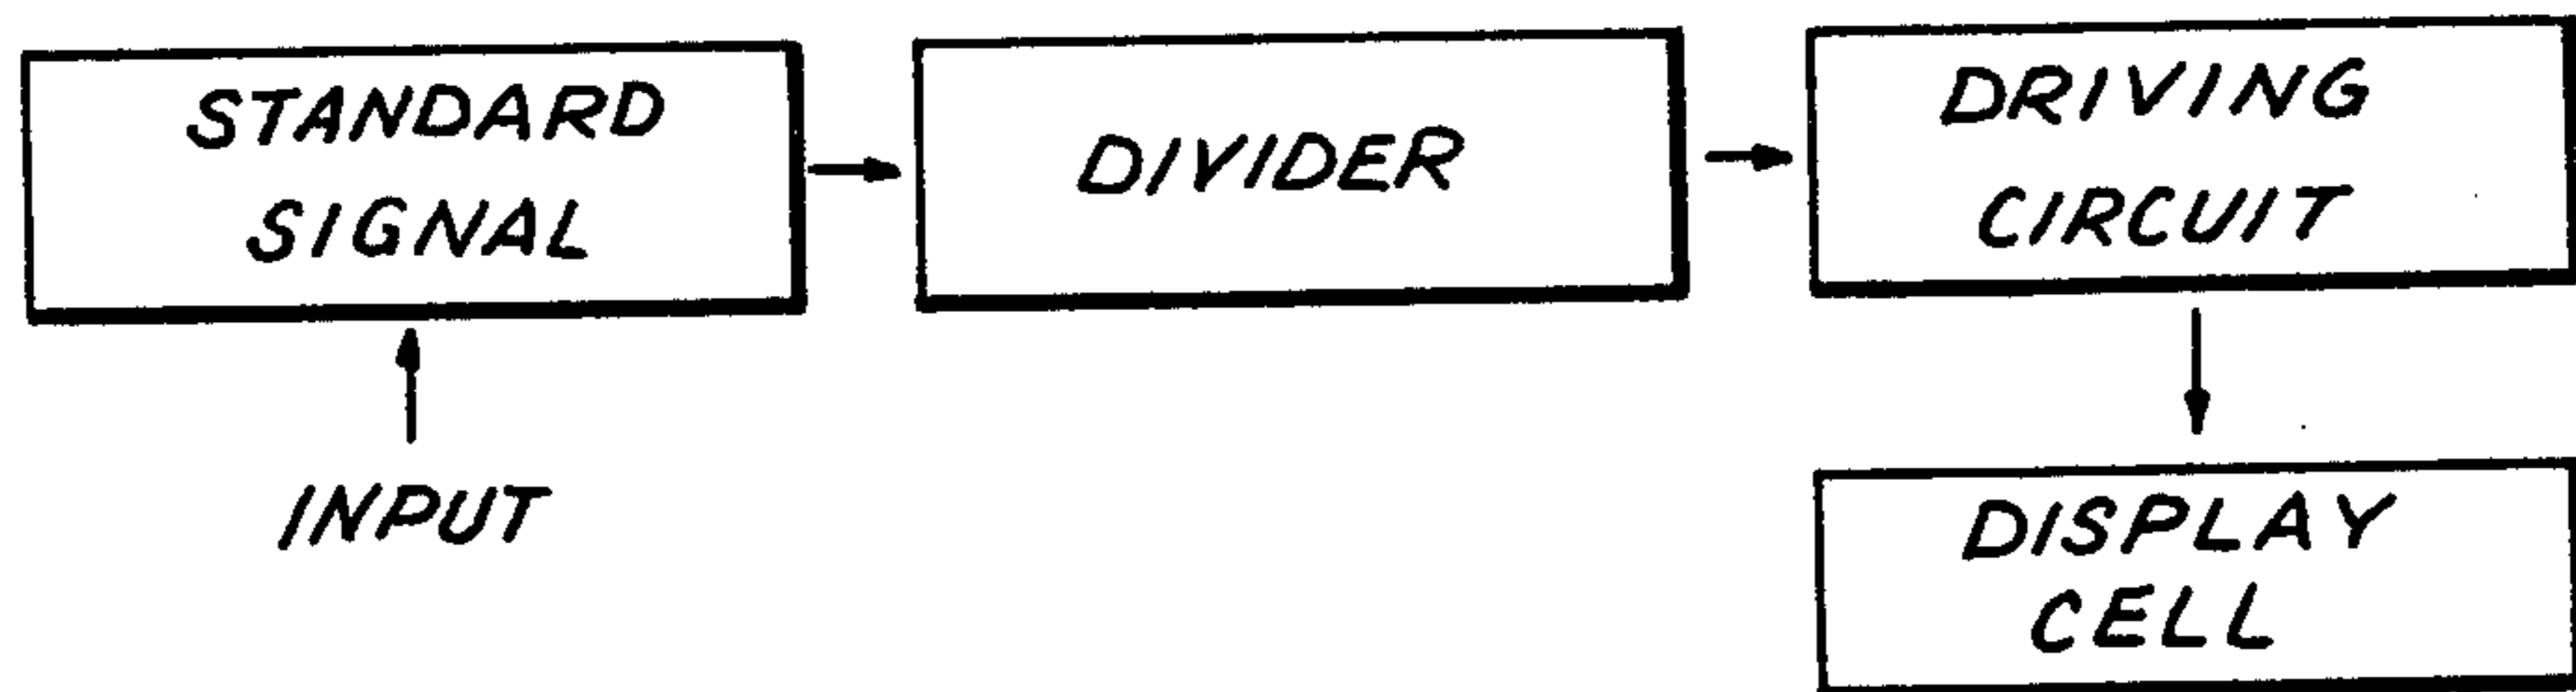 STANDARD
SIGNAL
DIVIDER
DRIVING
CIRCUIT
INPUT
DISPLAY
CELL